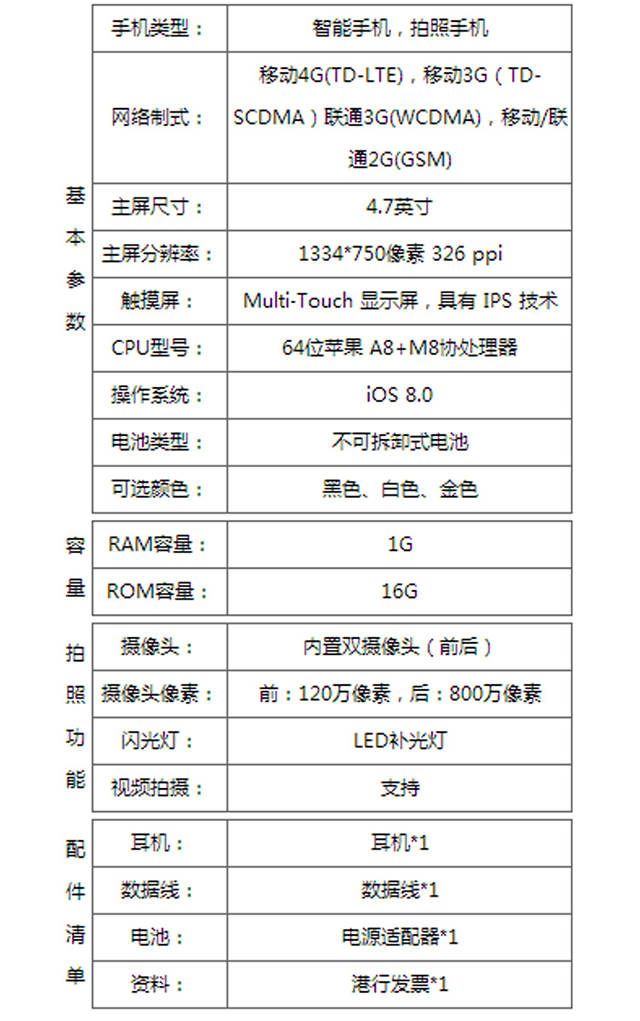 基本参数
手机类型： 智能手机，拍照手机
网络制式： 移动4G(TD-LTE)，移动3G（TD-
SCDMA）联通3G(WCDMA)，移动/联
通2G(GSM)
主屏尺寸： 4.7英寸
主屏分辨率： 1334*750像素 326 ppi
触摸屏： Multi-Touch 显示屏，具有 IPS 技术
CPU型号： 64位苹果 A8+M8协处理器
操作系统： iOS 8.0
电池类型： 不可拆卸式电池
可选颜色： 黑色、白色、金色
容量
RAM容量： 1G
ROM容量： 16G
拍照功能
摄像头： 内置双摄像头（前后）
摄像头像素： 前：120万像素，后：800万像素
闪光灯： LED补光灯
视频拍摄： 支持
配件清单
耳机： 耳机*1
数据线： 数据线*1
电池： 电源适配器*1
资料： 港行发票*1